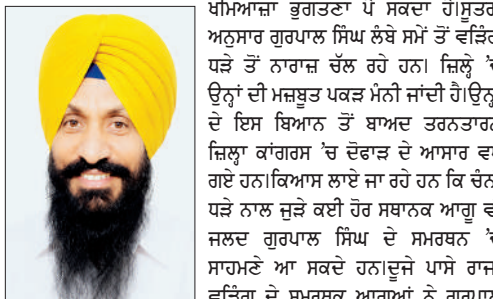 ਖਮਿਆਜ਼ਾ ਭੁਗਤਣਾ ਪੈ ਸਕਦਾ ਹੈ।ਸੂਤਰਾਂ
ਅਨੁਸਾਰ ਗੁਰਪਾਲ ਸਿੰਘ ਲੰਬੇ ਸਮੇਂ ਤੋਂ ਵੜਿੰਗ
ਧੜੇ ਤੋਂ ਨਾਰਾਜ਼ ਚੱਲ ਰਹੇ ਹਨ। ਜ਼ਿਲ੍ਹੇ 'ਚ
ਉਨ੍ਹਾਂ ਦੀ ਮਜ਼ਬੂਤ ਪਕੜ ਮੰਨੀ ਜਾਂਦੀ ਹੈ।ਉਨ੍ਹਾਂ
ਦੇ ਇਸ ਬਿਆਨ ਤੋਂ ਬਾਅਦ ਤਰਨਤਾਰਨ
ਜ਼ਿਲ੍ਹਾ ਕਾਂਗਰਸ 'ਚ ਦੋਫਾੜ ਦੇ ਆਸਾਰ
ਗਏ ਹਨ।ਕਿਆਸ ਲਾਏ ਜਾ ਰਹੇ ਹਨ ਕਿ
ਧੜੇ ਨਾਲ ਜੁੜੇ ਕਈ ਹੋਰ ਸਥਾਨਕ ਆਗੂ
ਜਲਦ ਗੁਰਪਾਲ ਸਿੰਘ ਦੇ ਸਮਰਥਨ 'ਚ
ਸਾਹਮਣੇ ਆ ਸਕਦੇ ਹਨ।ਦੂਜੇ ਪਾਸੇ ਰਾਜਾ
ਵੜਿੰਗ ਦੇ ਸਮਰਥਕ ਆਗੂਆਂ ਨੇ ਗੁਰਪਾਲ